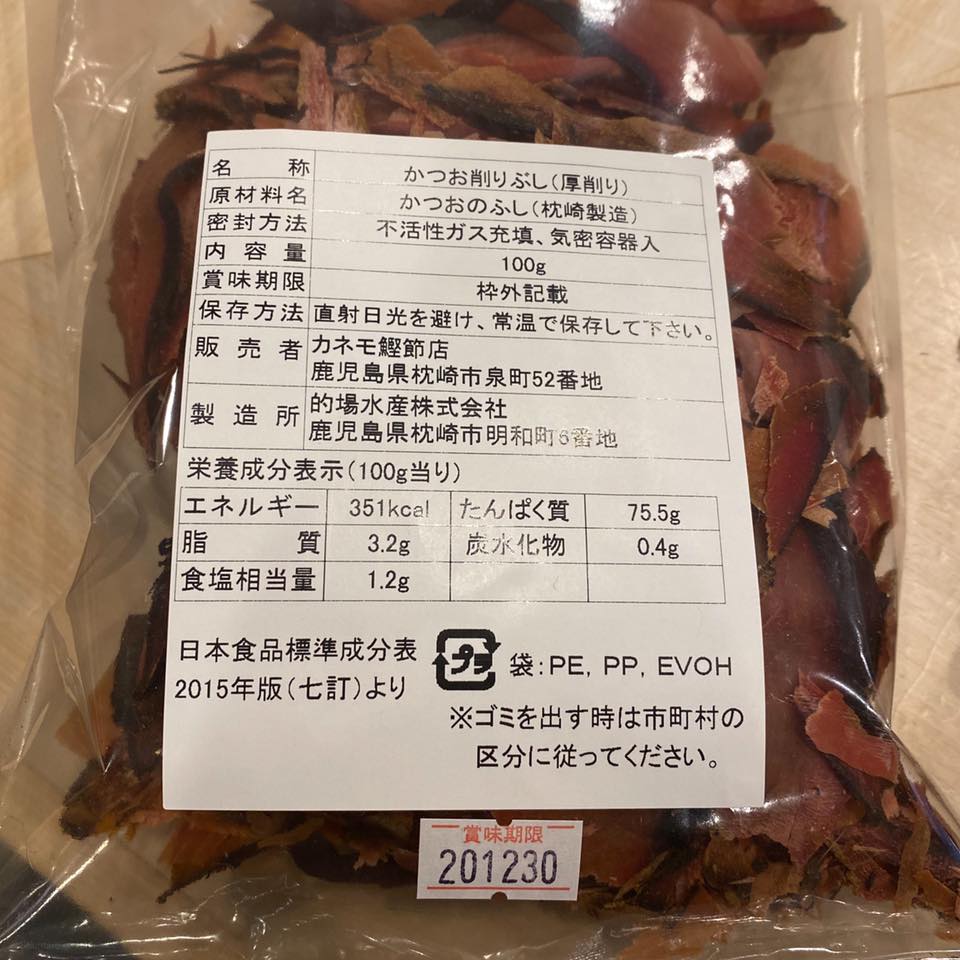 名称 かつお削りぶし(厚削り)
原材料名 かつおのふし(枕崎製造)
密封方法 不活性ガス充填、気密容器入
内容量 100g
賞味期限 枠外記載
保存方法 直射日光を避け、常温で保存して下さい。
販売者 カネモ鰹節店
鹿児島県枕崎市泉町52番地
製造所 的場水産株式会社
鹿児島県枕崎市明和町6番地
栄養成分表示(100g当り)
エネルギー 351kcal たんぱく質 75.5g
脂質 3.2g 炭水化物 0.4g
食塩相当量 1.2g
日本食品標準成分表
2015年版(七訂)より
プラ 袋:PE, PP, EVOH
※ゴミを出す時は市町村の
区分に従ってください。
賞味期限
201230